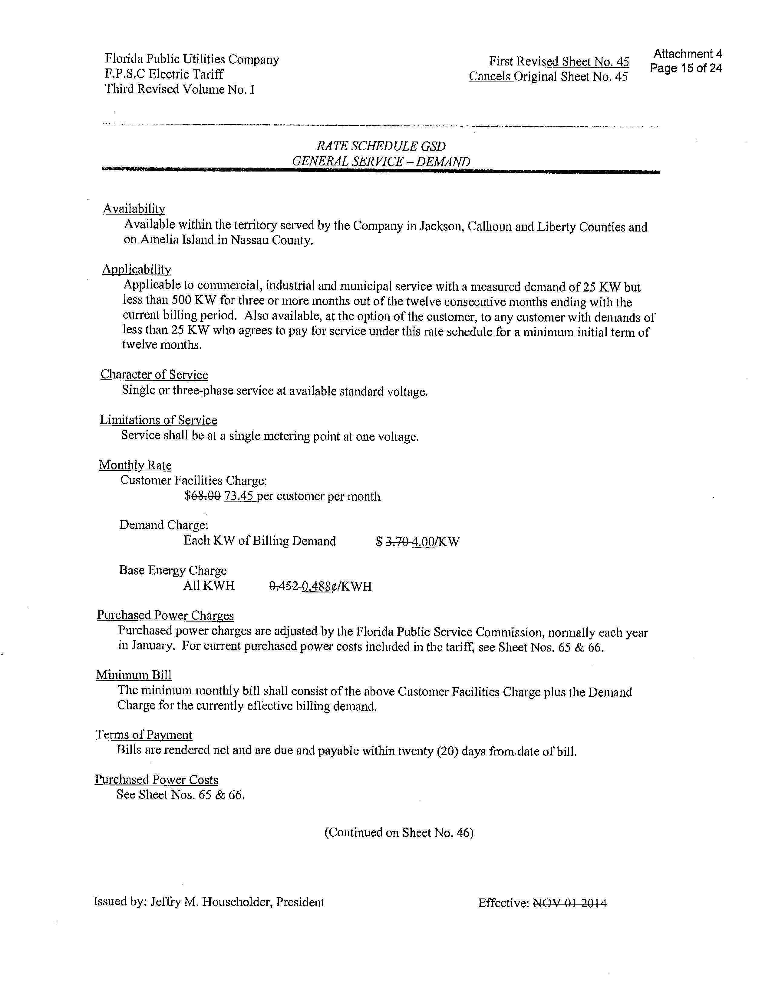 Florida Public Utilities Company
F.P.S.C Electric Tariff
Third Revised Volume No. I
First Revised Sheet No. 45
Cancels Original Sheet No. 45
Attachment 4
Page 15 of 24
RATE SCHEDULE GSD
GENERAL SERVICE – DEMAND
Availability
Available within the territory served by the Company in Jackson, Calhoun and Liberty Counties and
on Amelia Island in Nassau County.
Applicability
Applicable to commercial, industrial and municipal service with a measured demand of 25 KW but
less than 500 KW for three or more months out of the twelve consecutive months ending with the
current billing period. Also available, at the option of the customer, to any customer with demands of
less than 25 KW who agrees to pay for service under this rate schedule for a minimum initial term of
twelve months.
Character of Service
Single or three-phase service at available standard voltage.
Limitations of Service
Service shall be at a single metering point at one voltage.
Monthly Rate
Customer Facilities Charge:
$68.00 73.45 per customer per month
Demand Charge:
Each KW of Billing Demand $ 3.70 4.00/KW
Base Energy Charge
All KWH 0.452 0.488¢/KWH
Purchased Power Charges
Purchased power charges are adjusted by the Florida Public Service Commission, normally each year
in January. For current purchased power costs included in the tariff, see Sheet Nos. 65 & 66.
Minimum Bill
The minimum monthly bill shall consist of the above Customer Facilities Charge plus the Demand
Charge for the currently effective billing demand.
Terms of Payment
Bills are rendered net and are due and payable within twenty (20) days from date of bill.
Purchased Power Costs
See Sheet Nos. 65 & 66.
(Continued on Sheet No. 46)
Issued by: Jeffry M. Householder, President
Effective: NOV 01 2014